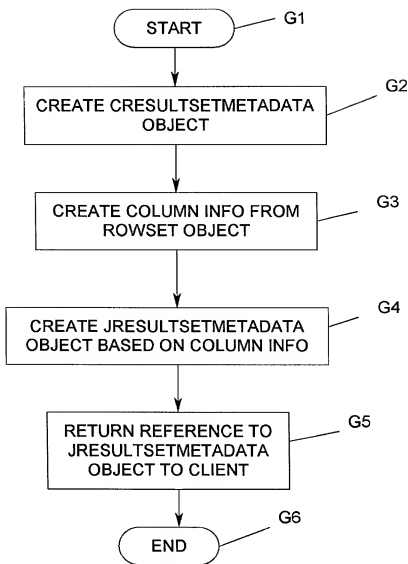 START
G1
CREATE CRESULTSETMETADATA
OBJECT
G2
CREATE COLUMN INFO FROM
ROWSET OBJECT
G3
CREATE JRESULTSETMETADATA
OBJECT BASED ON COLUMN INFO
G4
RETURN REFERENCE TO
JRESULTSETMETADATA
OBJECT TO CLIENT
G5
END
G6